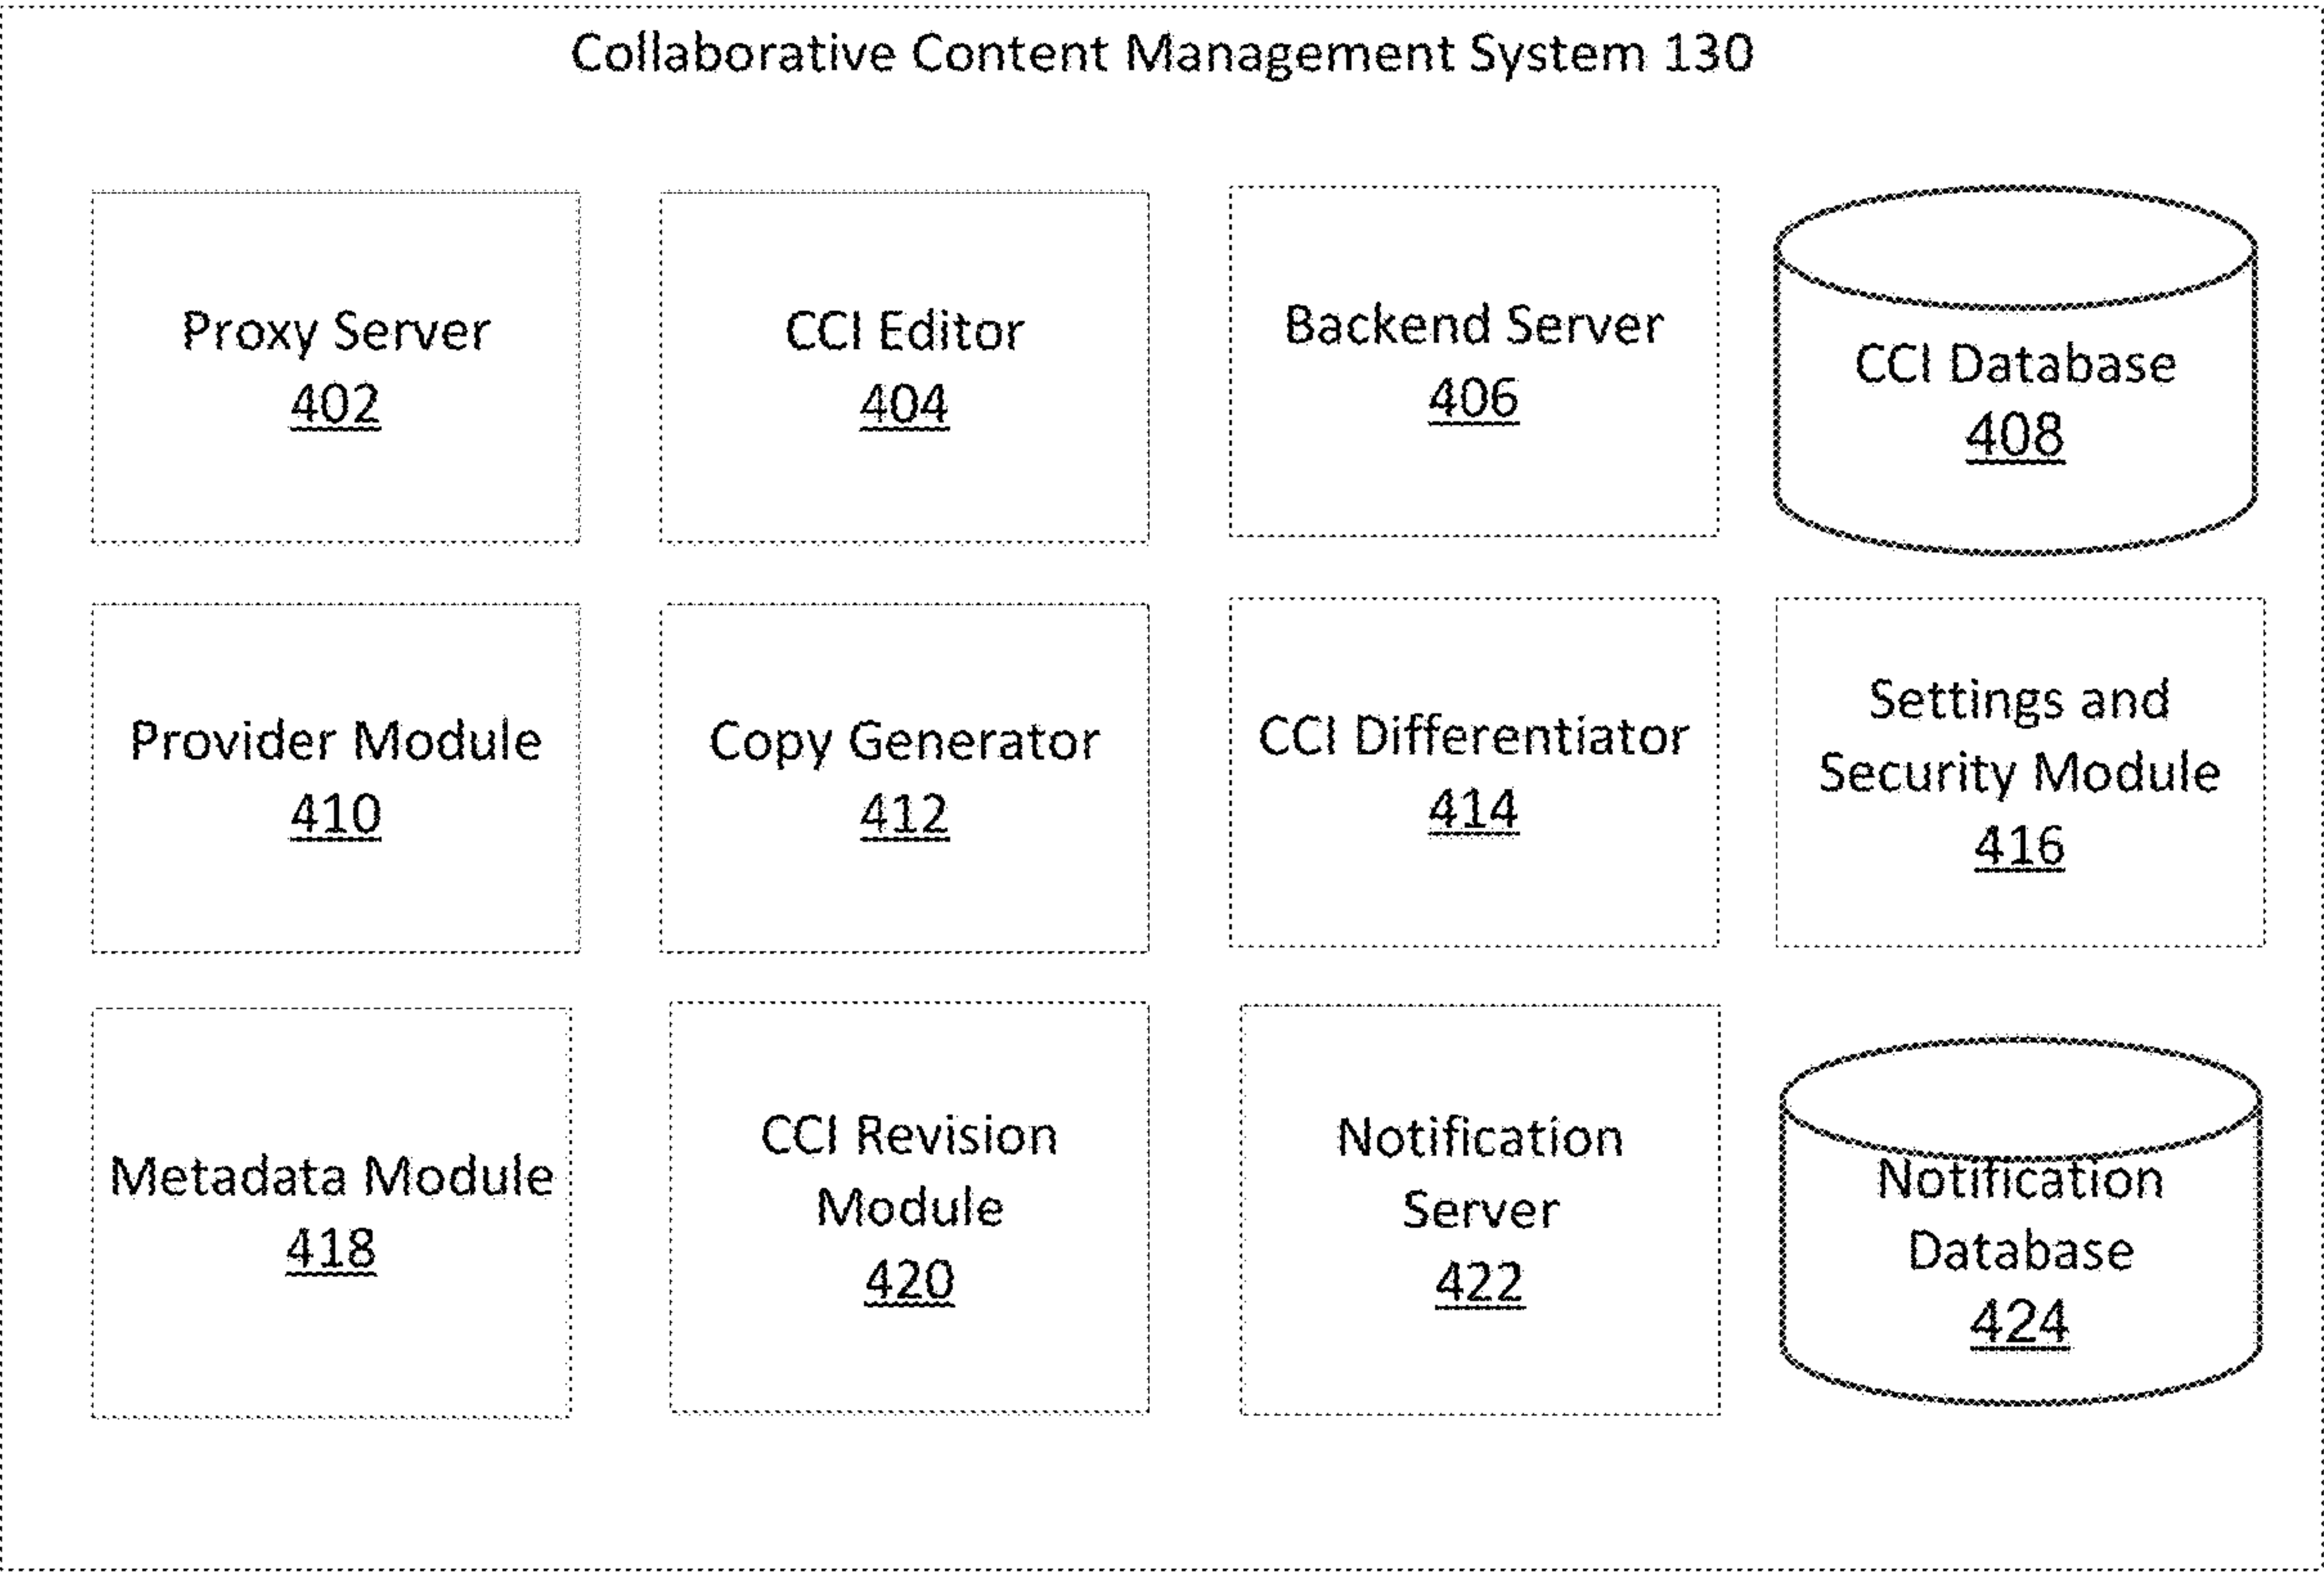 Collaborative Content Management System 130
Proxy Server
402
CCI Editor
404
Backend Server
406
CCI Database
408
Provider Module
410
Copy Generator
412
CCI Differentiator
414
Settings and
Security Module
416
Metadata Module
418
CCI Revision
Module
420
Notification
Server
422
Notification
Database
424